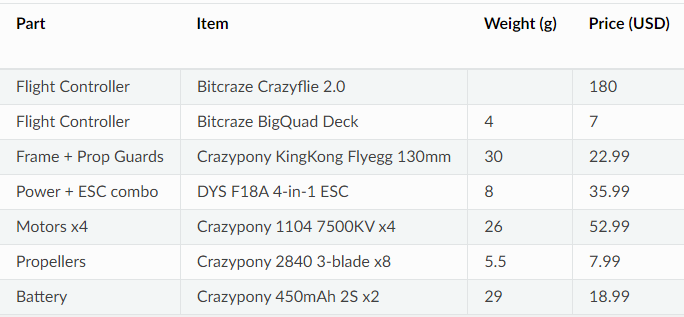 Part Item Weight (g) Price (USD)
Flight Controller Bitcraze Crazyflie 2.0 180
Flight Controller Bitcraze BigQuad Deck 4 7
Frame + Prop Guards Crazypony KingKong Flyegg 130mm 30 22.99
Power + ESC combo DYS F18A 4-in-1 ESC 8 35.99
Motors x4 Crazypony 1104 7500KV x4 26 52.99
Propellers Crazypony 2840 3-blade x8 5.5 7.99
Battery Crazypony 450mAh 2S x2 29 18.99